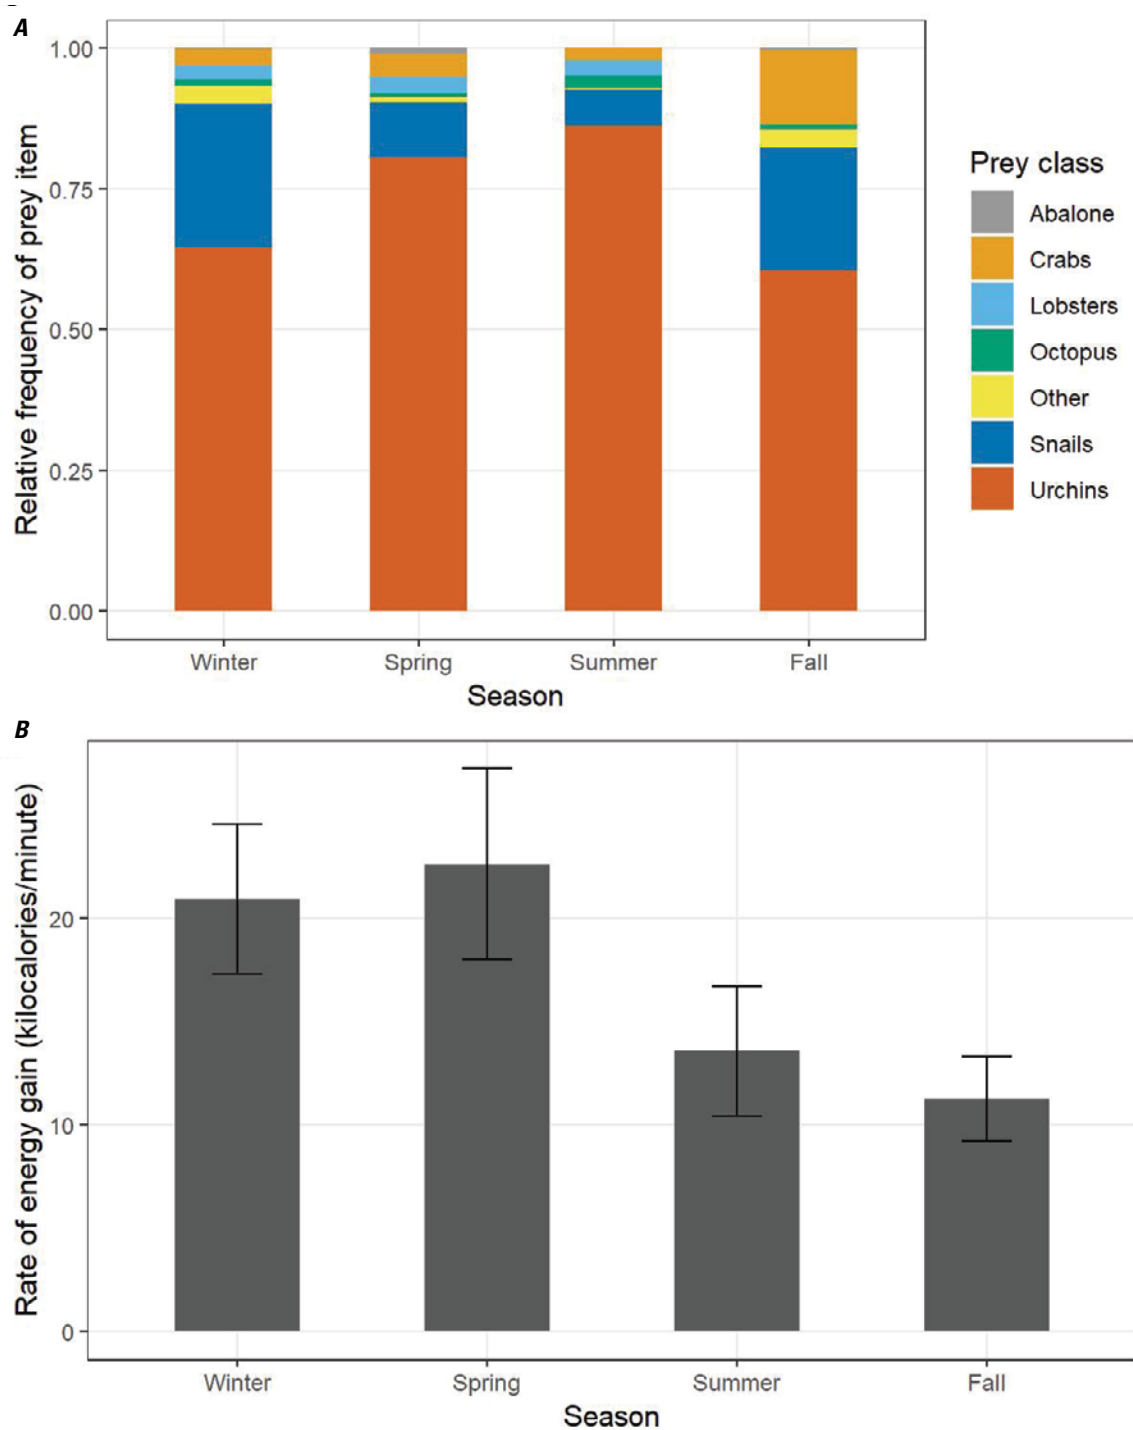 A
Relative frequency of prey item
1.00
0.75
0.50
0.25
0.00
Winter Spring Summer Fall
Season
Prey class
Abalone
Crabs
Lobsters
Octopus
Other
Snails
Urchins
B
Rate of energy gain (kilocalories/minute)
20
10
0
Winter Spring Summer Fall
Season